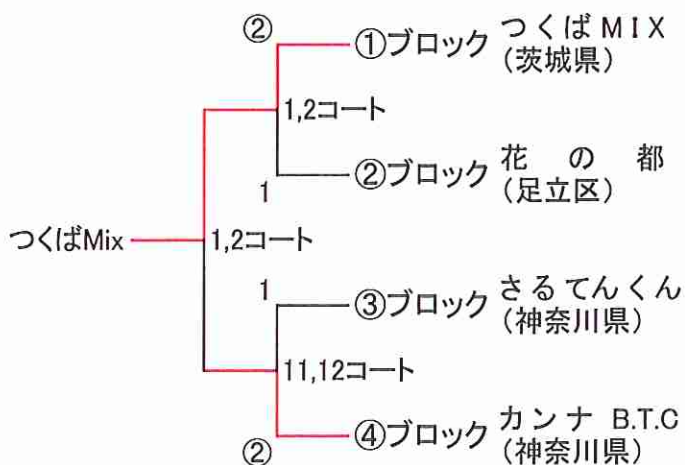 ②
①ブロック つくばMIX
(茨城県)
1,2コート
②ブロック 花の都
(足立区)
1
つくばMix
1,2コート
1
③ブロック さるてんくん
(神奈川県)
11,12コート
④ブロック カンナ B.T.C
(神奈川県)
②